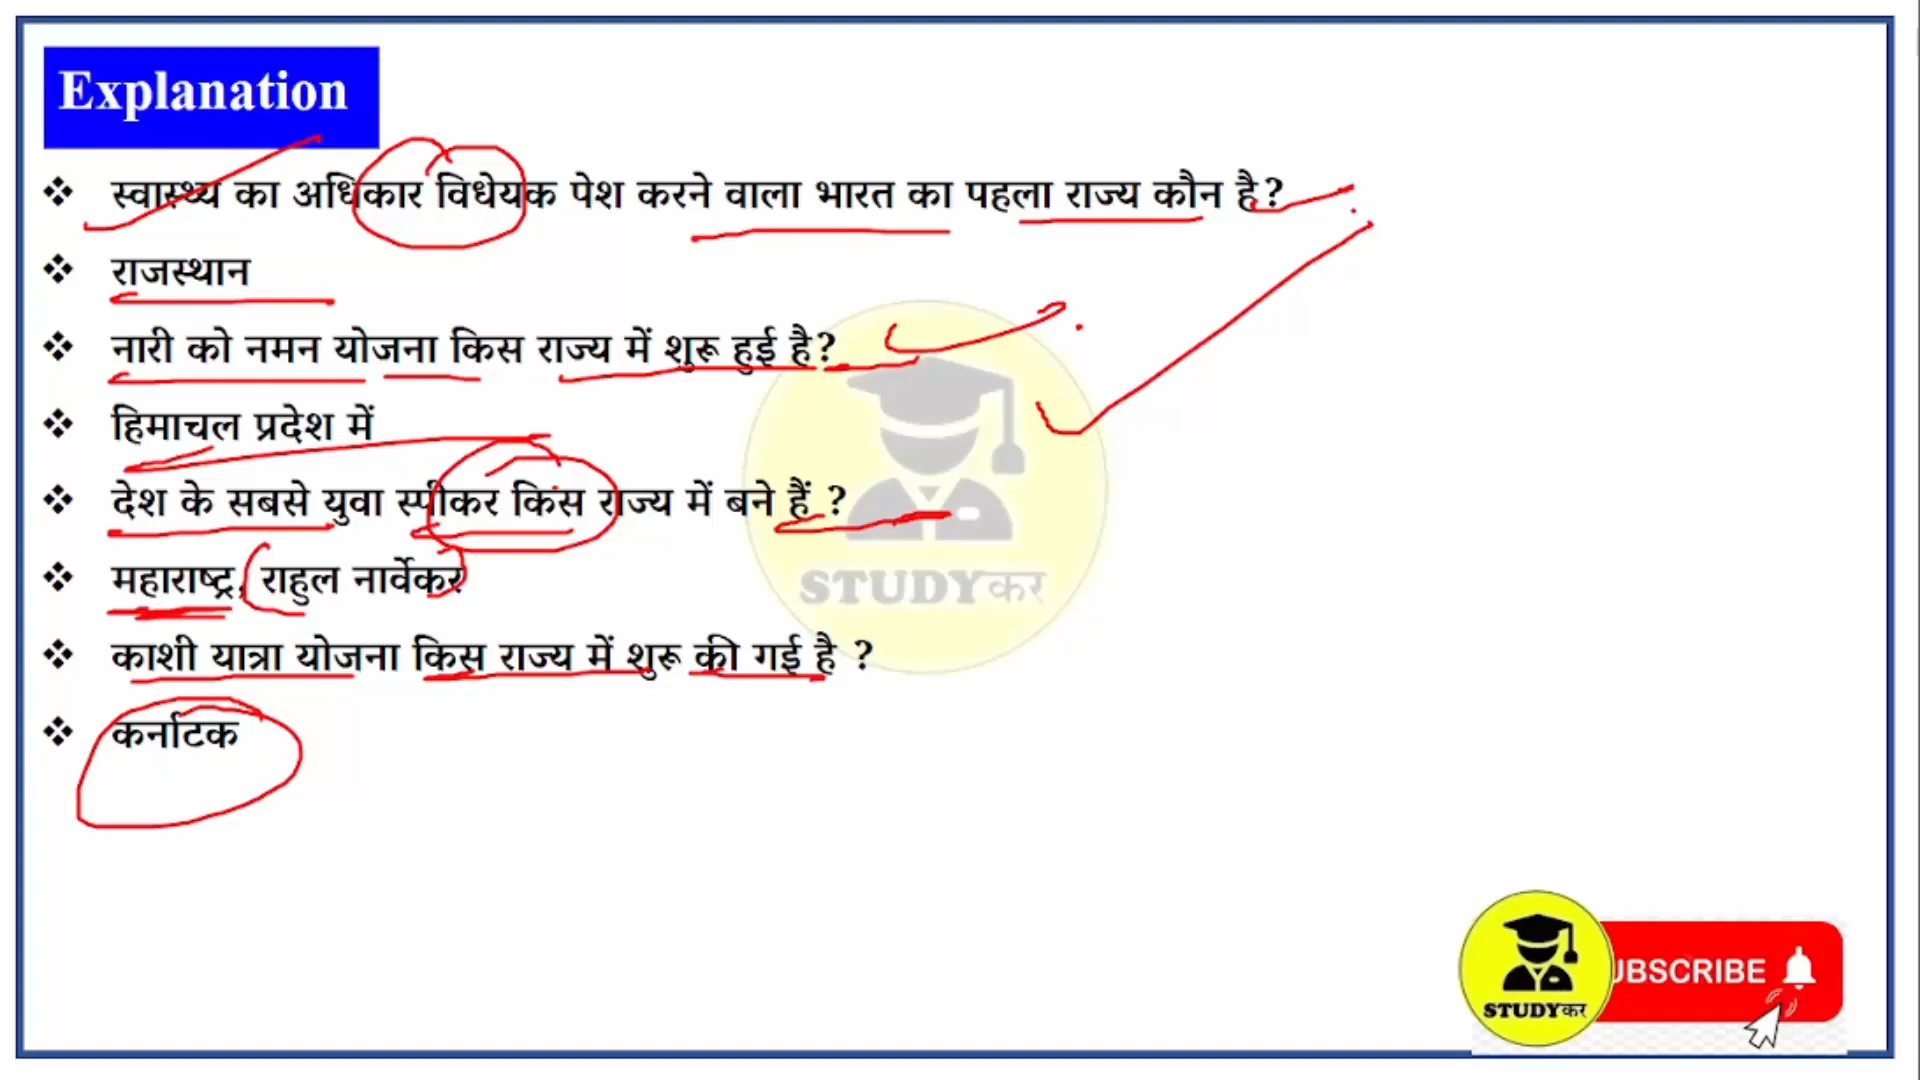 Explanation
❖ स्वास्थ्य का अधिकार विधेयक पेश करने वाला भारत का पहला राज्य कौन है?
❖ राजस्थान
❖ नारी को नमन योजना किस राज्य में शुरू हुई है?
❖ हिमाचल प्रदेश में
❖ देश के सबसे युवा स्पीकर किस राज्य में बने हैं ?
❖ महाराष्ट्र, राहुल नार्वेकर
STUDYकर
❖ काशी यात्रा योजना किस राज्य में शुरू की गई है ?
❖ कर्नाटक
UBSCRIBE
STUDYकर